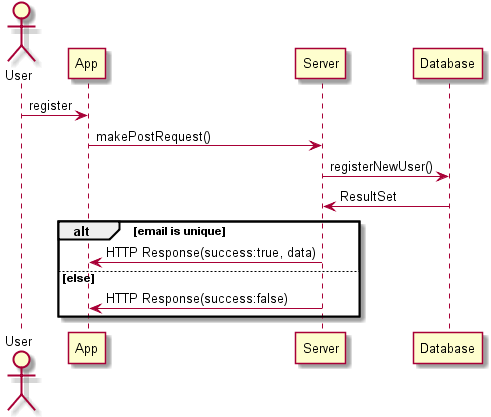 User
App
Server
Database
register
makePostRequest()
registerNewUser()
ResultSet
alt [email is unique]
HTTP Response(success:true, data)
[else]
HTTP Response(success:false)
User
App
Server
Database